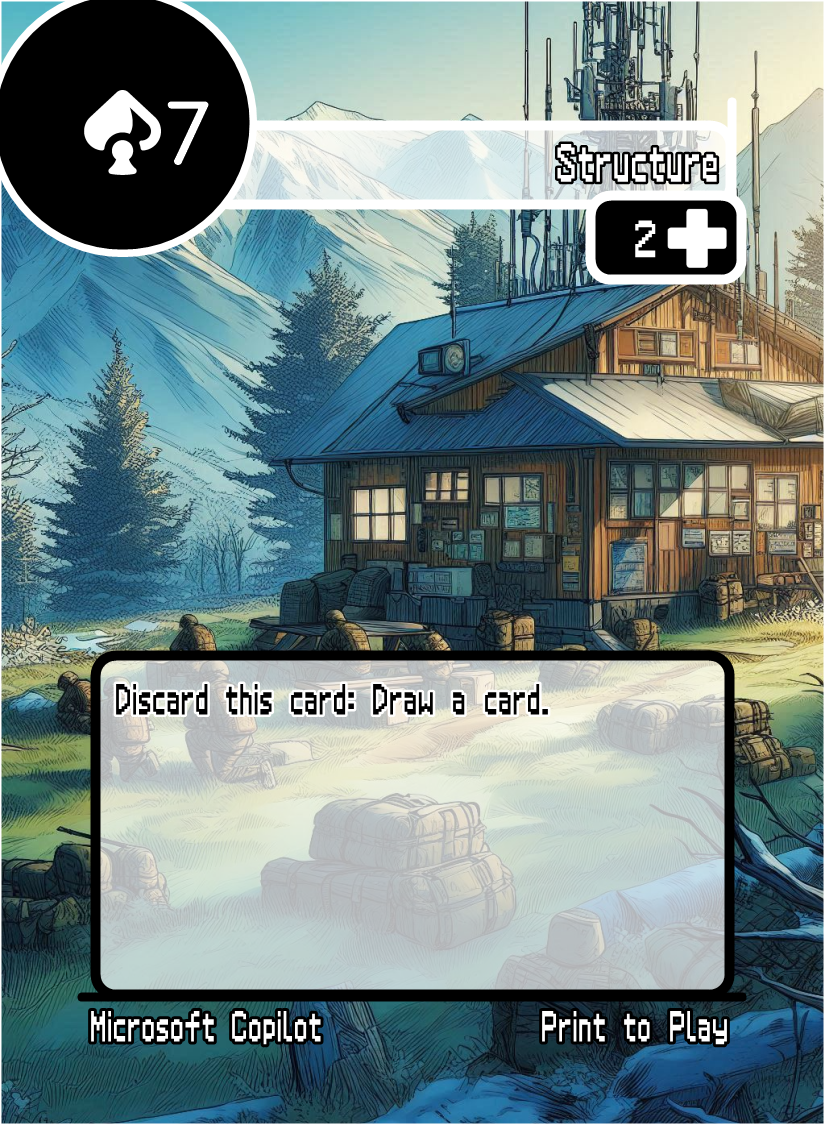 7
Structure
2
Discard this card: Draw a card.
Microsoft Copilot
Print to Play